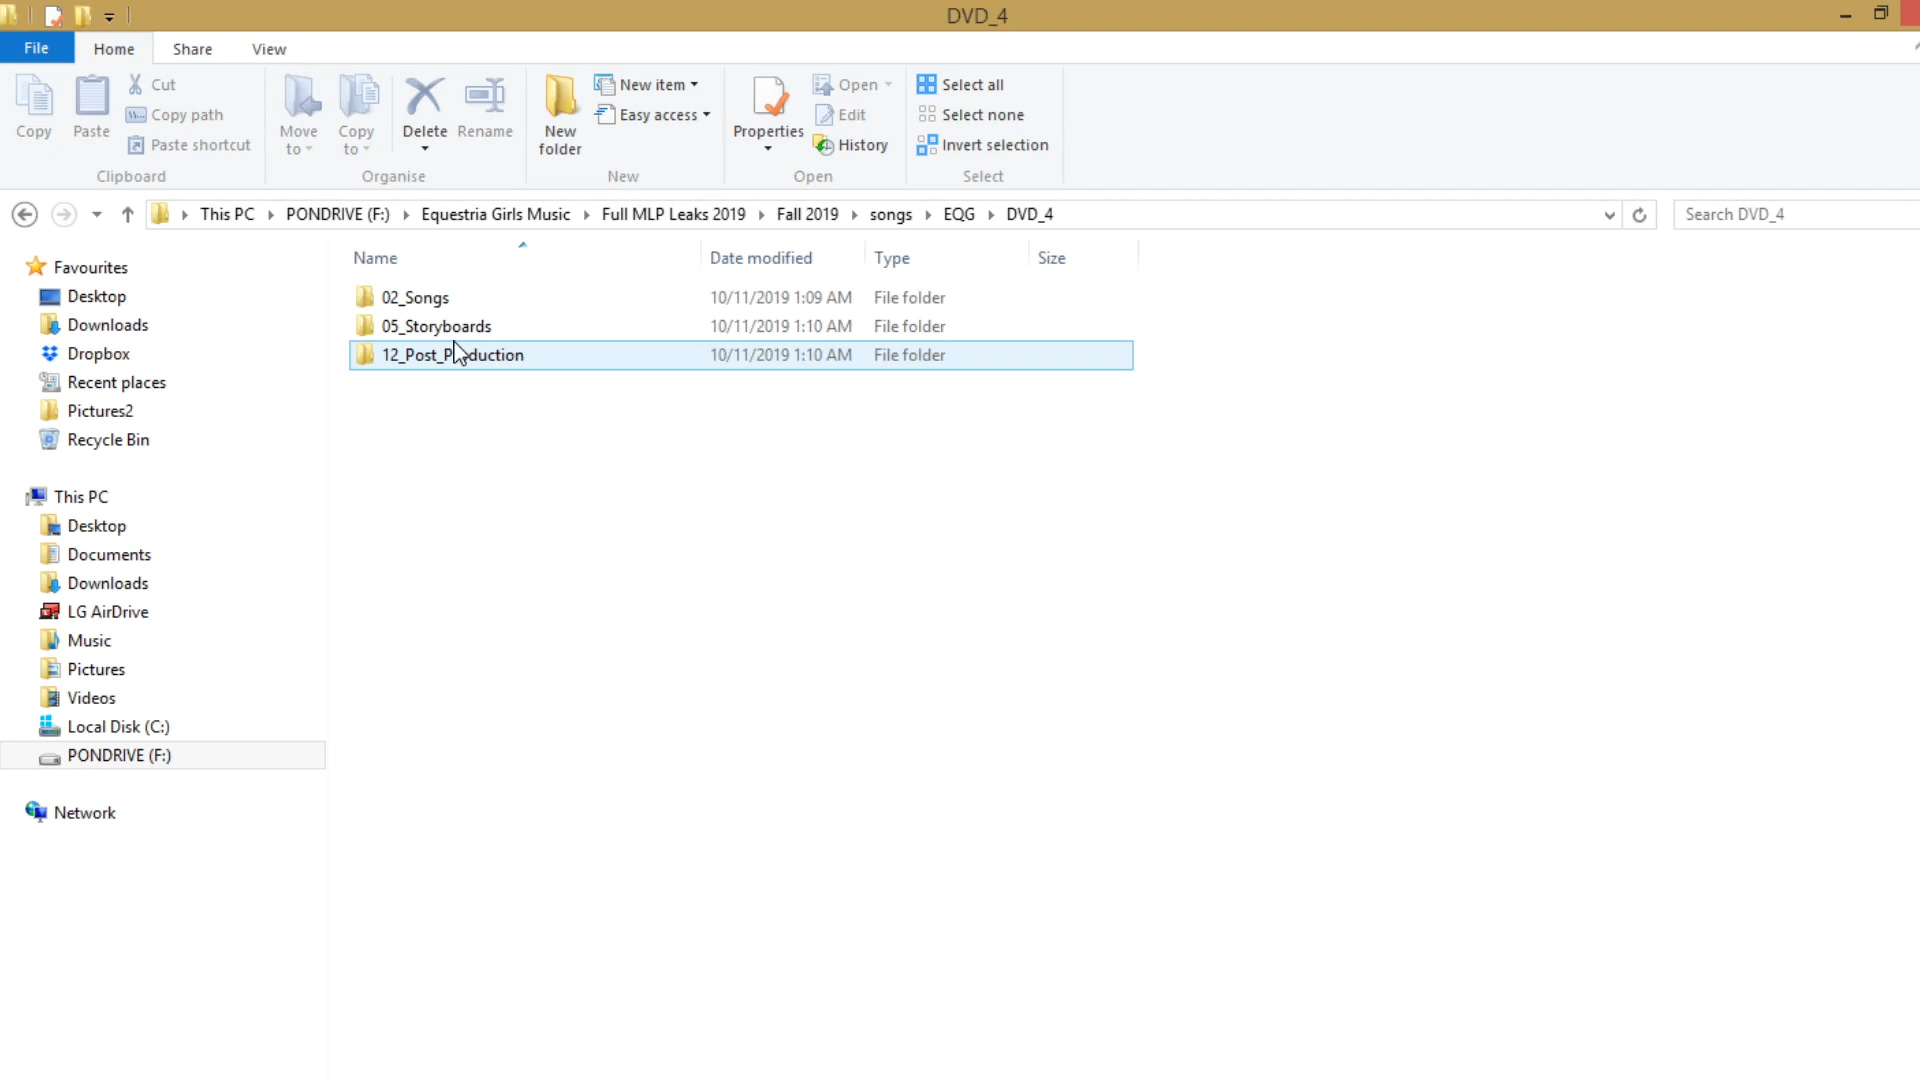 DVD_4
File Home Share View
Copy
Paste
Cut
Copy path
Paste shortcut
Clipboard
Move to
Copy to
Delete
Rename
Organise
New folder
New item
Easy access
New
Properties
Open
Edit
History
Open
Select all
Select none
Invert selection
Select
This PC PONDRIVE (F:) Equestria Girls Music Full MLP Leaks 2019 Fall 2019 songs EQG DVD_4
Search DVD_4
Favourites
Desktop
Downloads
Dropbox
Recent places
Pictures2
Recycle Bin
This PC
Desktop
Documents
Downloads
LG AirDrive
Music
Pictures
Videos
Local Disk (C:)
PONDRIVE (F:)
Network
Name Date modified Type Size
02_Songs 10/11/2019 1:09 AM File folder
05_Storyboards 10/11/2019 1:10 AM File folder
12_Post_Production 10/11/2019 1:10 AM File folder